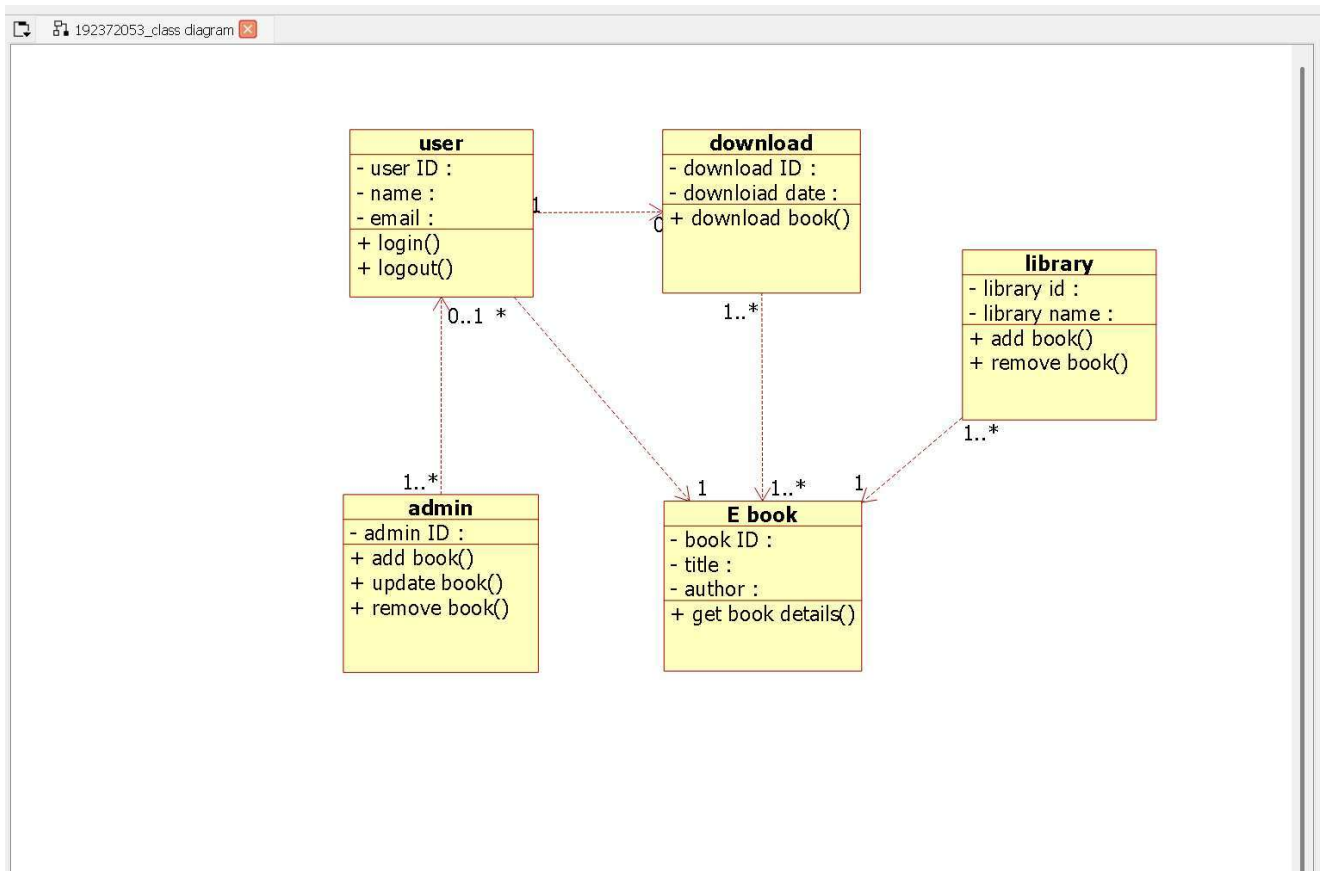 192372053_class diagram
user
- user ID :
- name :
- email :
+ login()
+ logout()
download
- download ID :
- downloiad date :
+ download book()
1
0
library
- library id :
- library name :
+ add book()
+ remove book()
0..1 *
1..*
1..*
1..*
1
1..*
1
admin
- admin ID :
+ add book()
+ update book()
+ remove book()
E book
- book ID :
- title :
- author :
+ get book details()